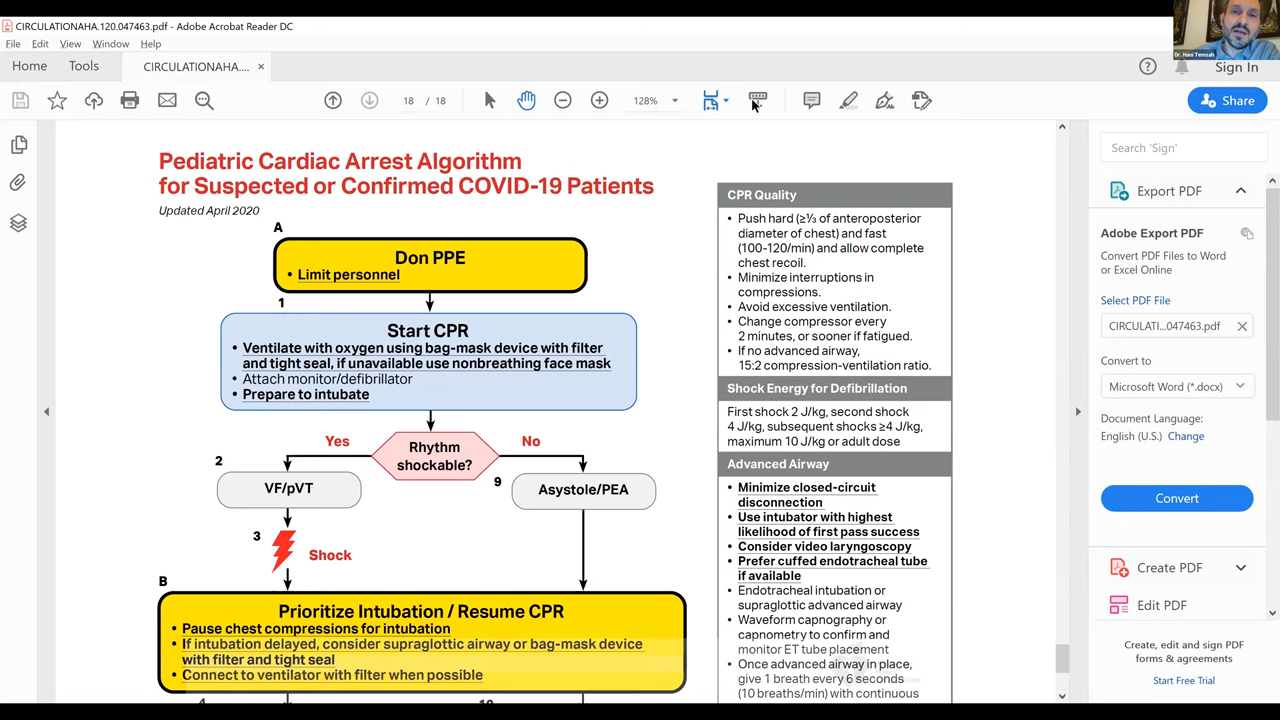 CIRCULATIONAHA.120.047463.pdf - Adobe Acrobat Reader DC
File Edit View Window Help
Dr. Hani Temsah
Home Tools CIRCULATIONAHA.... × Sign In
18 / 18 128% Share
Pediatric Cardiac Arrest Algorithm
for Suspected or Confirmed COVID-19 Patients
Updated April 2020
A
Don PPE
• Limit personnel
1
Start CPR
• Ventilate with oxygen using bag-mask device with filter
and tight seal, if unavailable use nonbreathing face mask
• Attach monitor/defibrillator
• Prepare to intubate
Yes
Rhythm
shockable?
No
2
VF/pVT
9
Asystole/PEA
3
Shock
B
Prioritize Intubation / Resume CPR
• Pause chest compressions for intubation
• If intubation delayed, consider supraglottic airway or bag-mask device
with filter and tight seal
• Connect to ventilator with filter when possible
CPR Quality
• Push hard (≥⅓ of anteroposterior
diameter of chest) and fast
(100-120/min) and allow complete
chest recoil.
• Minimize interruptions in
compressions.
• Avoid excessive ventilation.
• Change compressor every
2 minutes, or sooner if fatigued.
• If no advanced airway,
15:2 compression-ventilation ratio.
Shock Energy for Defibrillation
First shock 2 J/kg, second shock
4 J/kg, subsequent shocks ≥4 J/kg,
maximum 10 J/kg or adult dose
Advanced Airway
• Minimize closed-circuit
disconnection
• Use intubator with highest
likelihood of first pass success
• Consider video laryngoscopy
• Prefer cuffed endotracheal tube
if available
• Endotracheal intubation or
supraglottic advanced airway
• Waveform capnography or
capnometry to confirm and
monitor ET tube placement
• Once advanced airway in place,
give 1 breath every 6 seconds
(10 breaths/min) with continuous
Search 'Sign'
Export PDF
Adobe Export PDF
Convert PDF Files to Word
or Excel Online
Select PDF File
CIRCULATI...047463.pdf ×
Convert to
Microsoft Word (*.docx)
Document Language:
English (U.S.) Change
Convert
Create PDF
Edit PDF
Create, edit and sign PDF
forms & agreements
Start Free Trial